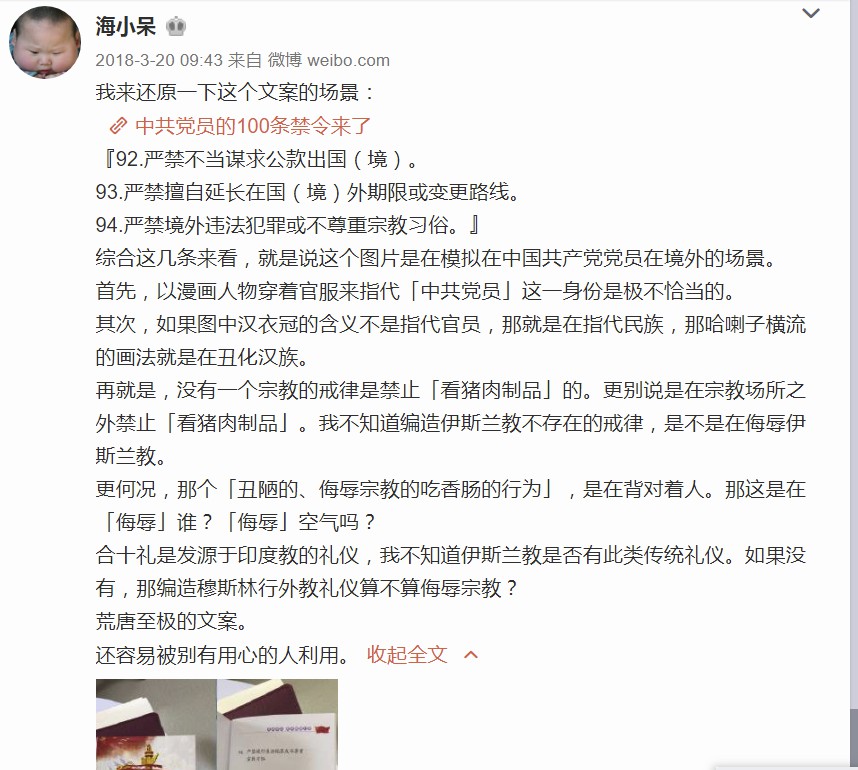 海小呆
2018-3-20 09:43 来自 微博 weibo.com
我来还原一下这个文案的场景：
中共党员的100条禁令来了
『92.严禁不当谋求公款出国（境）。
93.严禁擅自延长在国（境）外期限或变更路线。
94.严禁境外违法犯罪或不尊重宗教习俗。』
综合这几条来看，就是说这个图片是在模拟在中国共产党党员在境外的场景。
首先，以漫画人物穿着官服来指代「中共党员」这一身份是极不恰当的。
其次，如果图中汉衣冠的含义不是指代官员，那就是在指代民族，那哈喇子横流
的画法就是在丑化汉族。
再就是，没有一个宗教的戒律是禁止「看猪肉制品」的。更别说是在宗教场所之
外禁止「看猪肉制品」。我不知道编造伊斯兰教不存在的戒律，是不是在侮辱伊
斯兰教。
更何况，那个「丑陋的、侮辱宗教的吃香肠的行为」，是在背对着人。那这是在
「侮辱」谁？「侮辱」空气吗？
合十礼是发源于印度教的礼仪，我不知道伊斯兰教是否有此类传统礼仪。如果没
有，那编造穆斯林行外教礼仪算不算侮辱宗教？
荒唐至极的文案。
还容易被别有用心的人利用。 收起全文